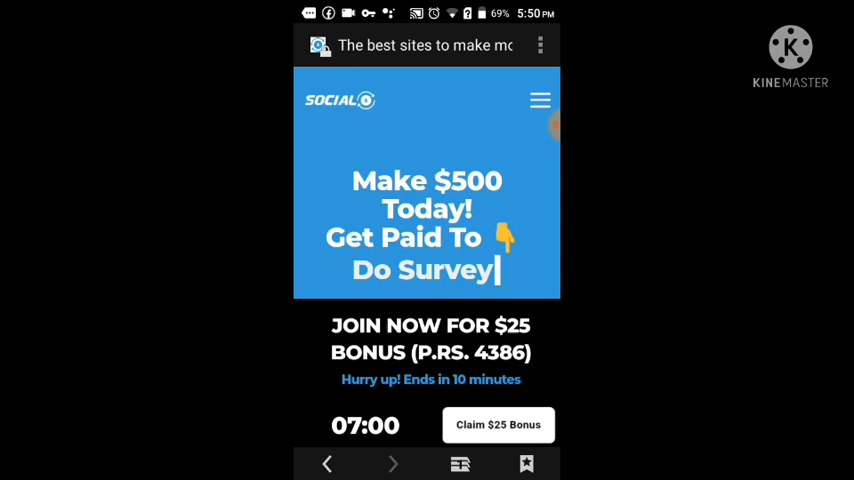 69% 5:50 PM
The best sites to make mo
SOCIAL
K
KINEMASTER
Make $500
Today!
Get Paid To 👇
Do Survey
JOIN NOW FOR $25
BONUS (P.RS. 4386)
Hurry up! Ends in 10 minutes
07:00
Claim $25 Bonus